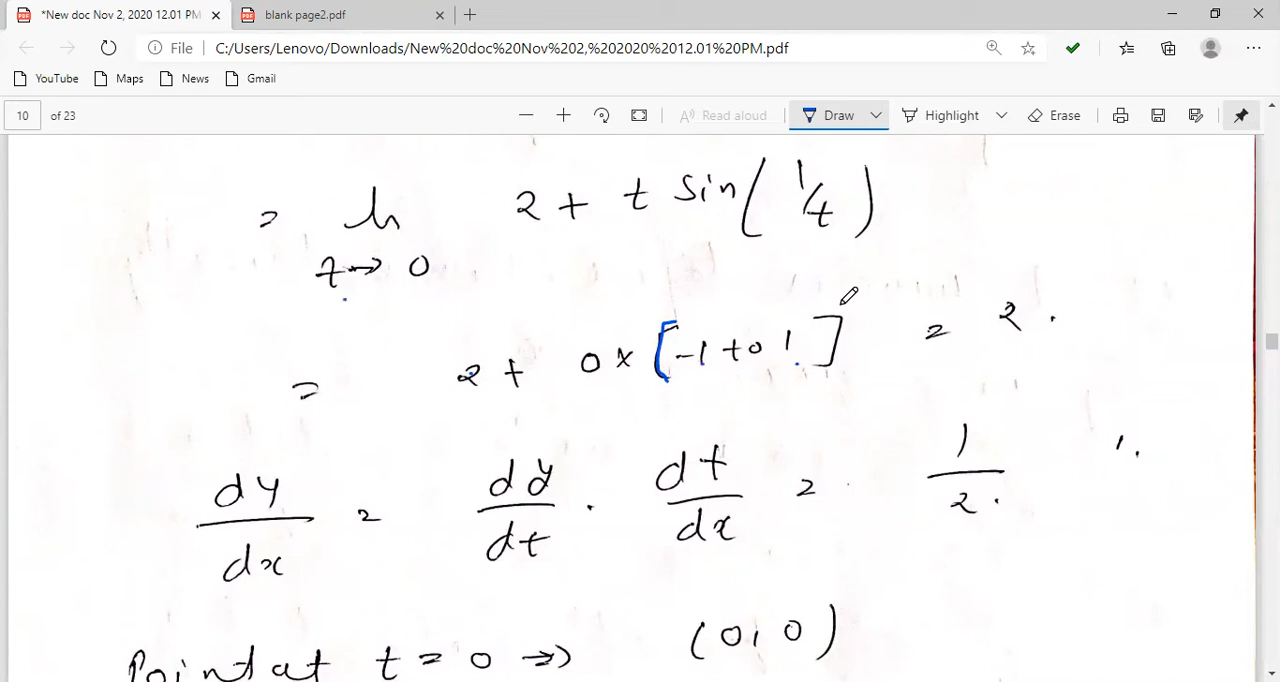 *New doc Nov 2, 2020 12.01 PM blank page2.pdf
File C:/Users/Lenovo/Downloads/New%20doc%20Nov%202,%202020%2012.01%20PM.pdf
YouTube Maps News Gmail
10 of 23 Read aloud Draw Highlight Erase
= lim 2 + t sin(1/t)
t→0
= 2 + 0×[-1 to 1] = 2.
dy/dx = dy/dt . dt/dx = 1/2.
Point at t = 0 → (0, 0)